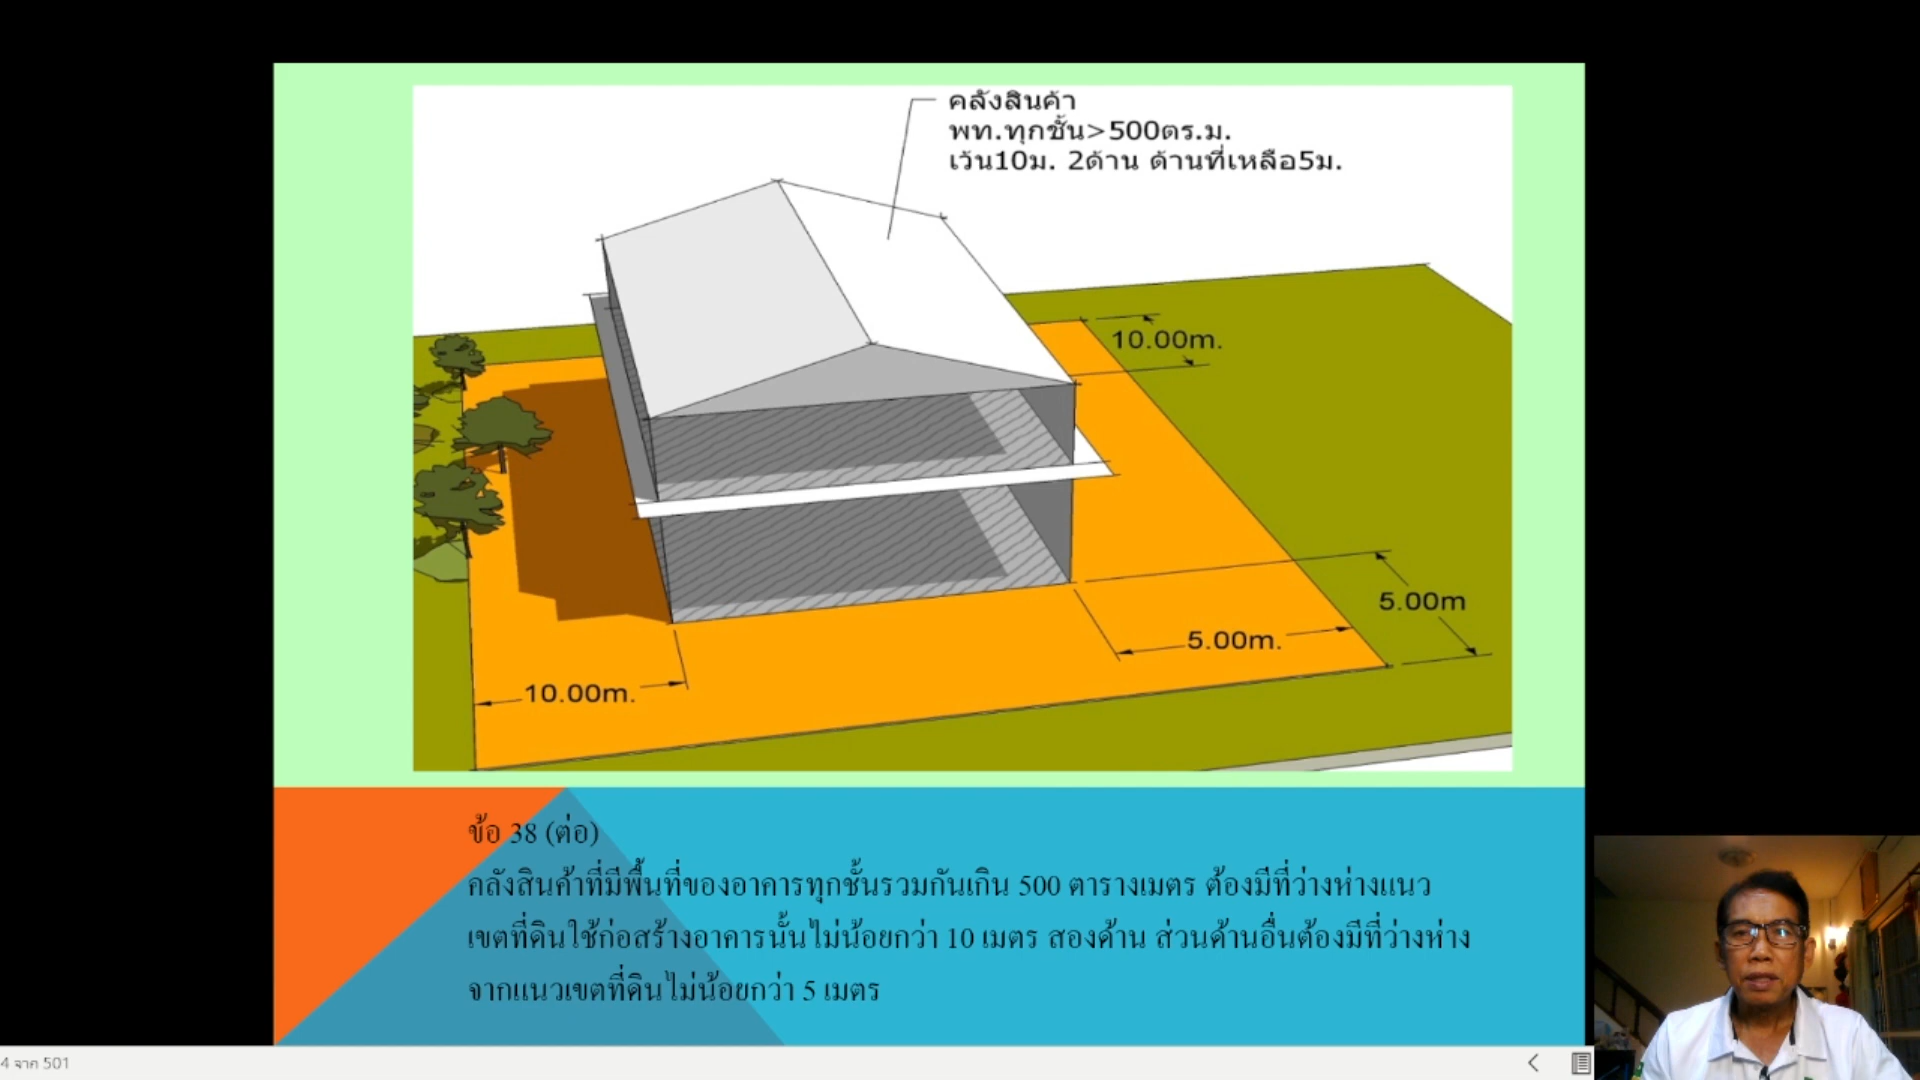 คลังสินค้า
พท.ทุกชั้น>500ตร.ม.
เว้น10ม. 2ด้าน ด้านที่เหลือ5ม.
10.00m.
5.00m
5.00m.
10.00m.
ข้อ 38 (ต่อ)
คลังสินค้าที่มีพื้นที่ของอาคารทุกชั้นรวมกันเกิน 500 ตารางเมตร ต้องมีที่ว่างห่างแนว
เขตที่ดินใช้ก่อสร้างอาคารนั้นไม่น้อยกว่า 10 เมตร สองด้าน ส่วนด้านอื่นต้องมีที่ว่างห่าง
จากแนวเขตที่ดินไม่น้อยกว่า 5 เมตร
4 จาก 501